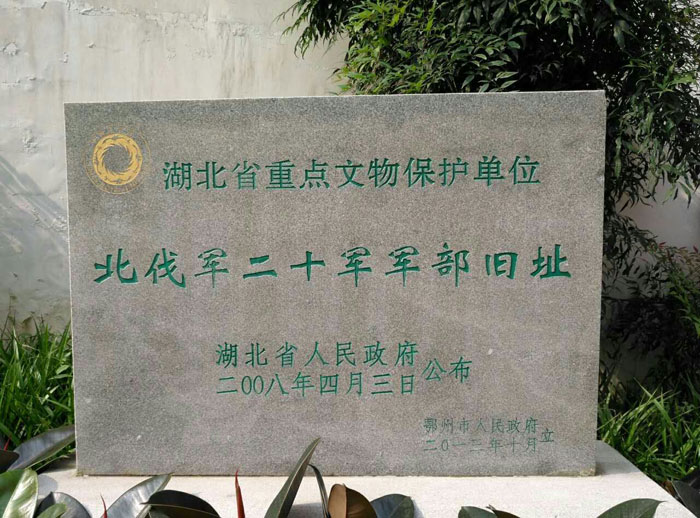 湖北省重点文物保护单位
北伐军二十军军部旧址
湖北省人民政府
二〇〇八年四月三日
公布
鄂州市人民政府
二〇一二年十月
立